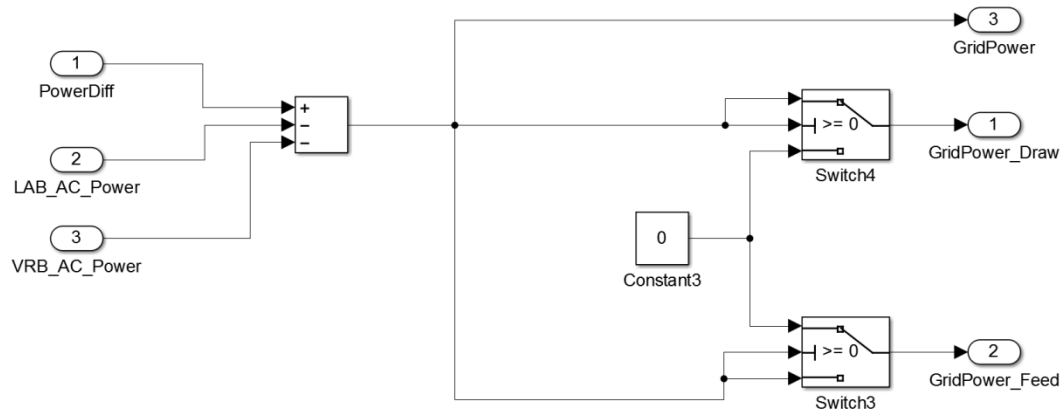 3
GridPower
1
PowerDiff
+
−
−
>= 0
1
GridPower_Draw
Switch4
2
LAB_AC_Power
3
VRB_AC_Power
0
Constant3
>= 0
2
GridPower_Feed
Switch3